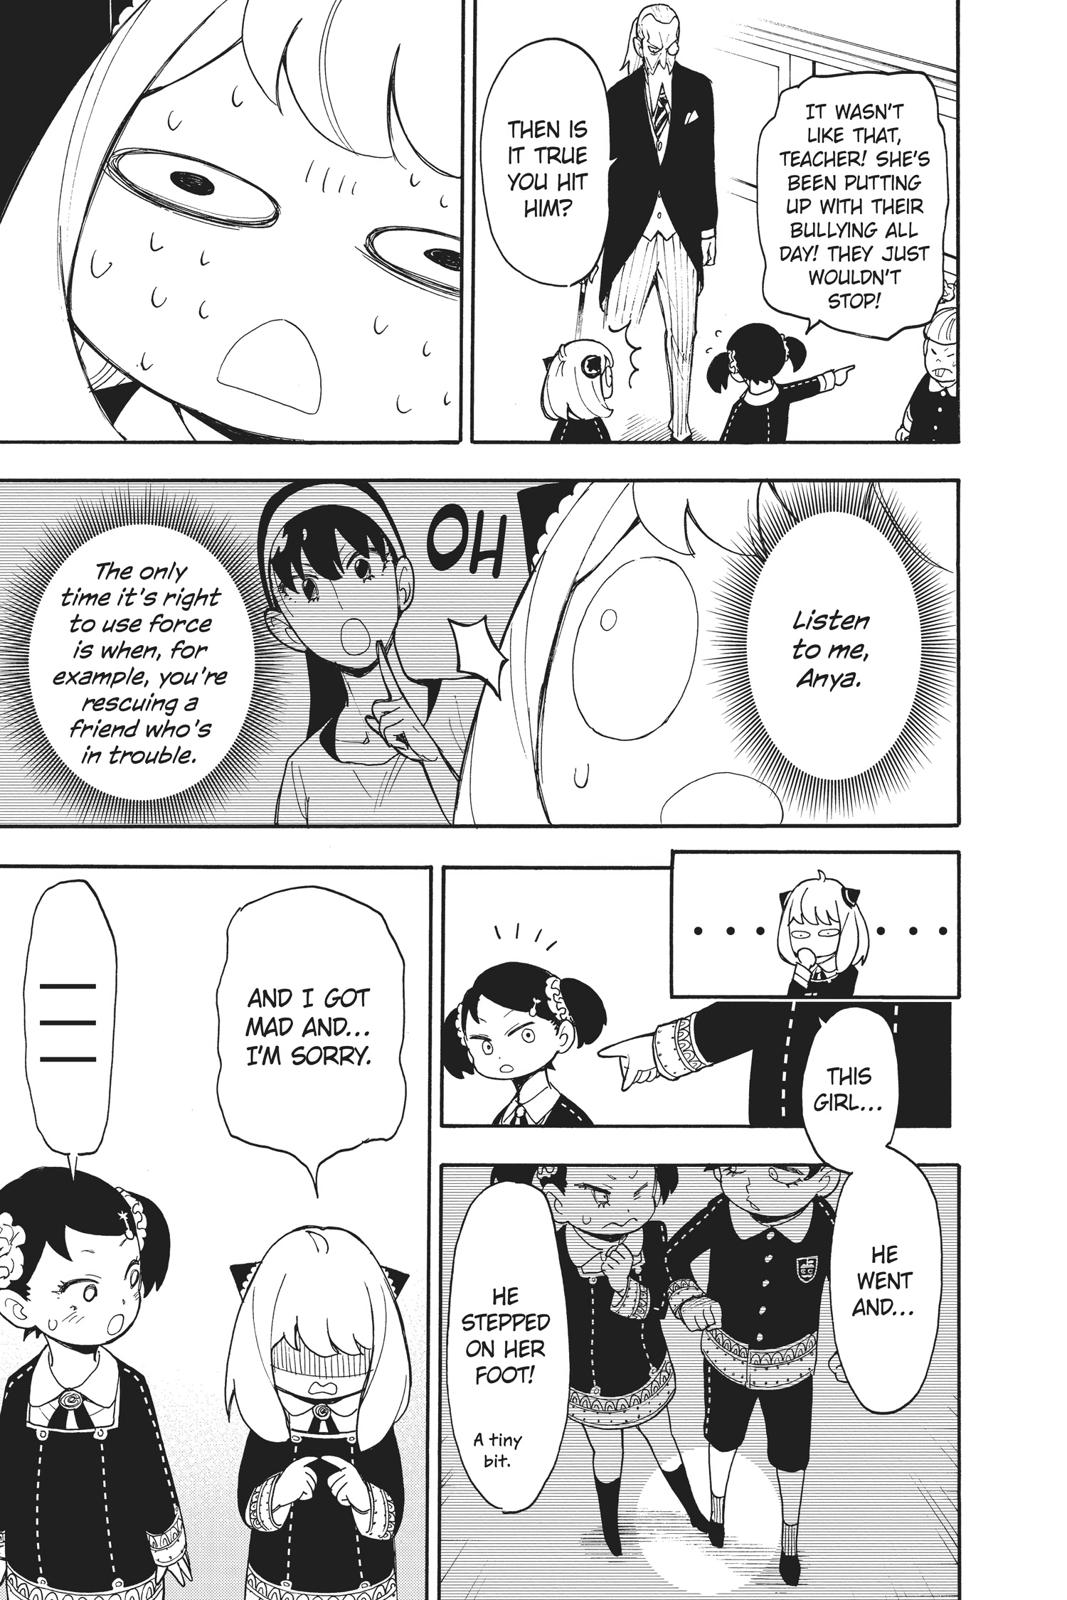 IT WASN'T
LIKE THAT,
TEACHER! SHE'S
BEEN PUTTING
UP WITH THEIR
BULLYING ALL
DAY! THEY JUST
WOULDN'T
STOP!
THEN IS
IT TRUE
YOU HIT
HIM?
Listen
to me,
Anya.
OH
The only
time it's right
to use force
is when, for
example, you're
rescuing a
friend who's
in trouble.
. . . . . .
THIS
GIRL...
HE
WENT
AND...
HE
STEPPED
ON HER
FOOT!
A tiny
bit.
AND I GOT
MAD AND...
I'M SORRY.